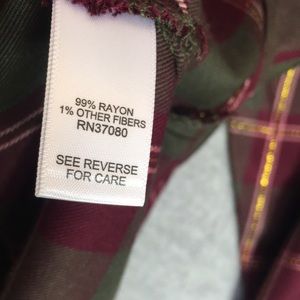 99% RAYON
1% OTHER FIBERS
RN37080
SEE REVERSE
FOR CARE